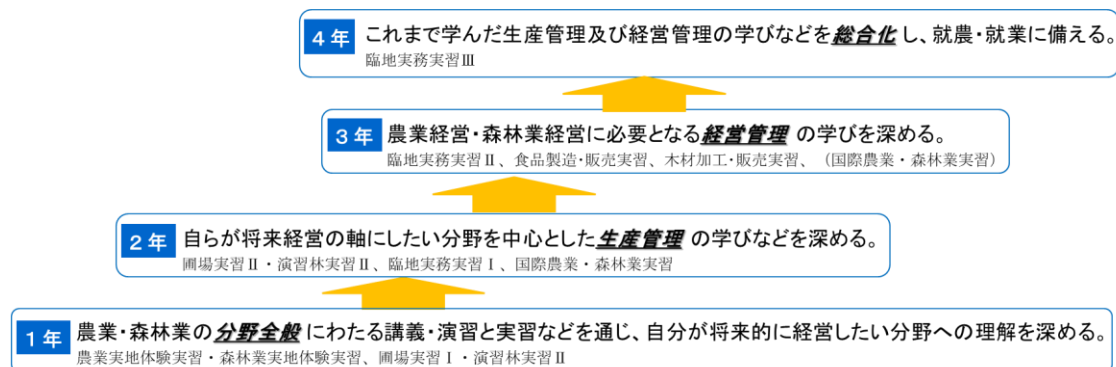 4年 これまで学んだ生産管理及び経営管理の学びなどを総合化し、就農・就業に備える。
臨地実務実習Ⅲ
3年 農業経営・森林業経営に必要となる経営管理 の学びを深める。
臨地実務実習Ⅱ、食品製造・販売実習、木材加工・販売実習、（国際農業・森林業実習）
2年 自らが将来経営の軸にしたい分野を中心とした生産管理 の学びなどを深める。
圃場実習Ⅱ・演習林実習Ⅱ、臨地実務実習Ⅰ、国際農業・森林業実習
1年 農業・森林業の分野全般にわたる講義・演習と実習などを通じ、自分が将来的に経営したい分野への理解を深める。
農業実地体験実習・森林業実地体験実習、圃場実習Ⅰ・演習林実習Ⅱ